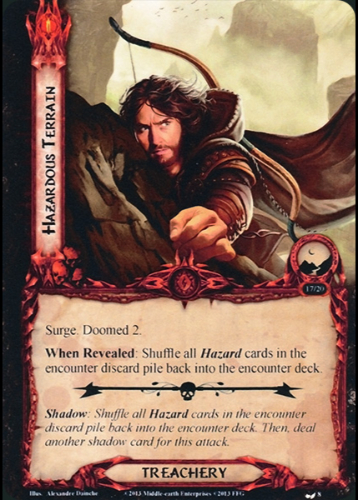 HAZARDOUS TERRAIN
17/20
Surge. Doomed 2.
When Revealed: Shuffle all Hazard cards in the
encounter discard pile back into the encounter deck.
Shadow: Shuffle all Hazard cards in the encounter
discard pile back into the encounter deck. Then, deal
another shadow card for this attack.
TREACHERY
Illus. Alexandre Dainche ©2013 Middle-earth Enterprises ©2013 FFG